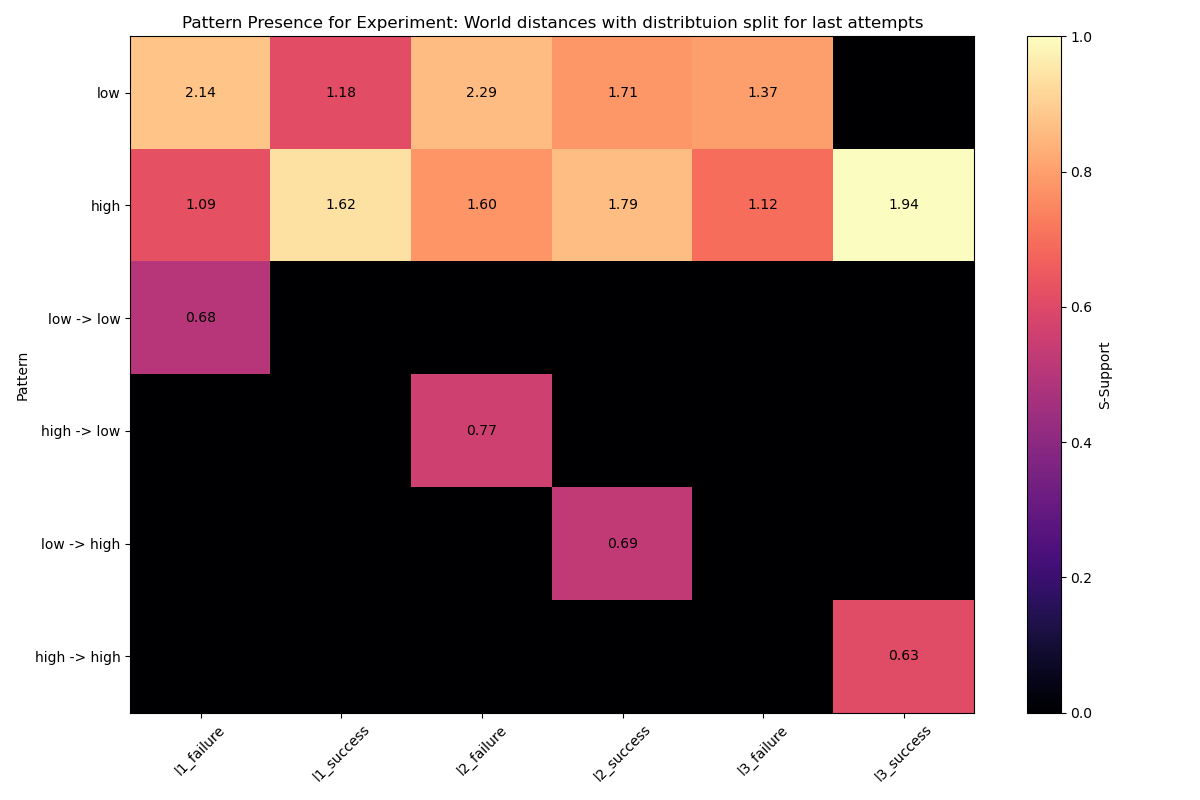 Pattern Presence for Experiment: World distances with distribtuion split for last attempts
low
2.14
1.18
2.29
1.71
1.37
high
1.09
1.62
1.60
1.79
1.12
1.94
low -> low
0.68
high -> low
0.77
low -> high
0.69
high -> high
0.63
Pattern
l1_failure
l1_success
l2_failure
l2_success
l3_failure
l3_success
1.0
0.8
0.6
0.4
0.2
0.0
S-Support